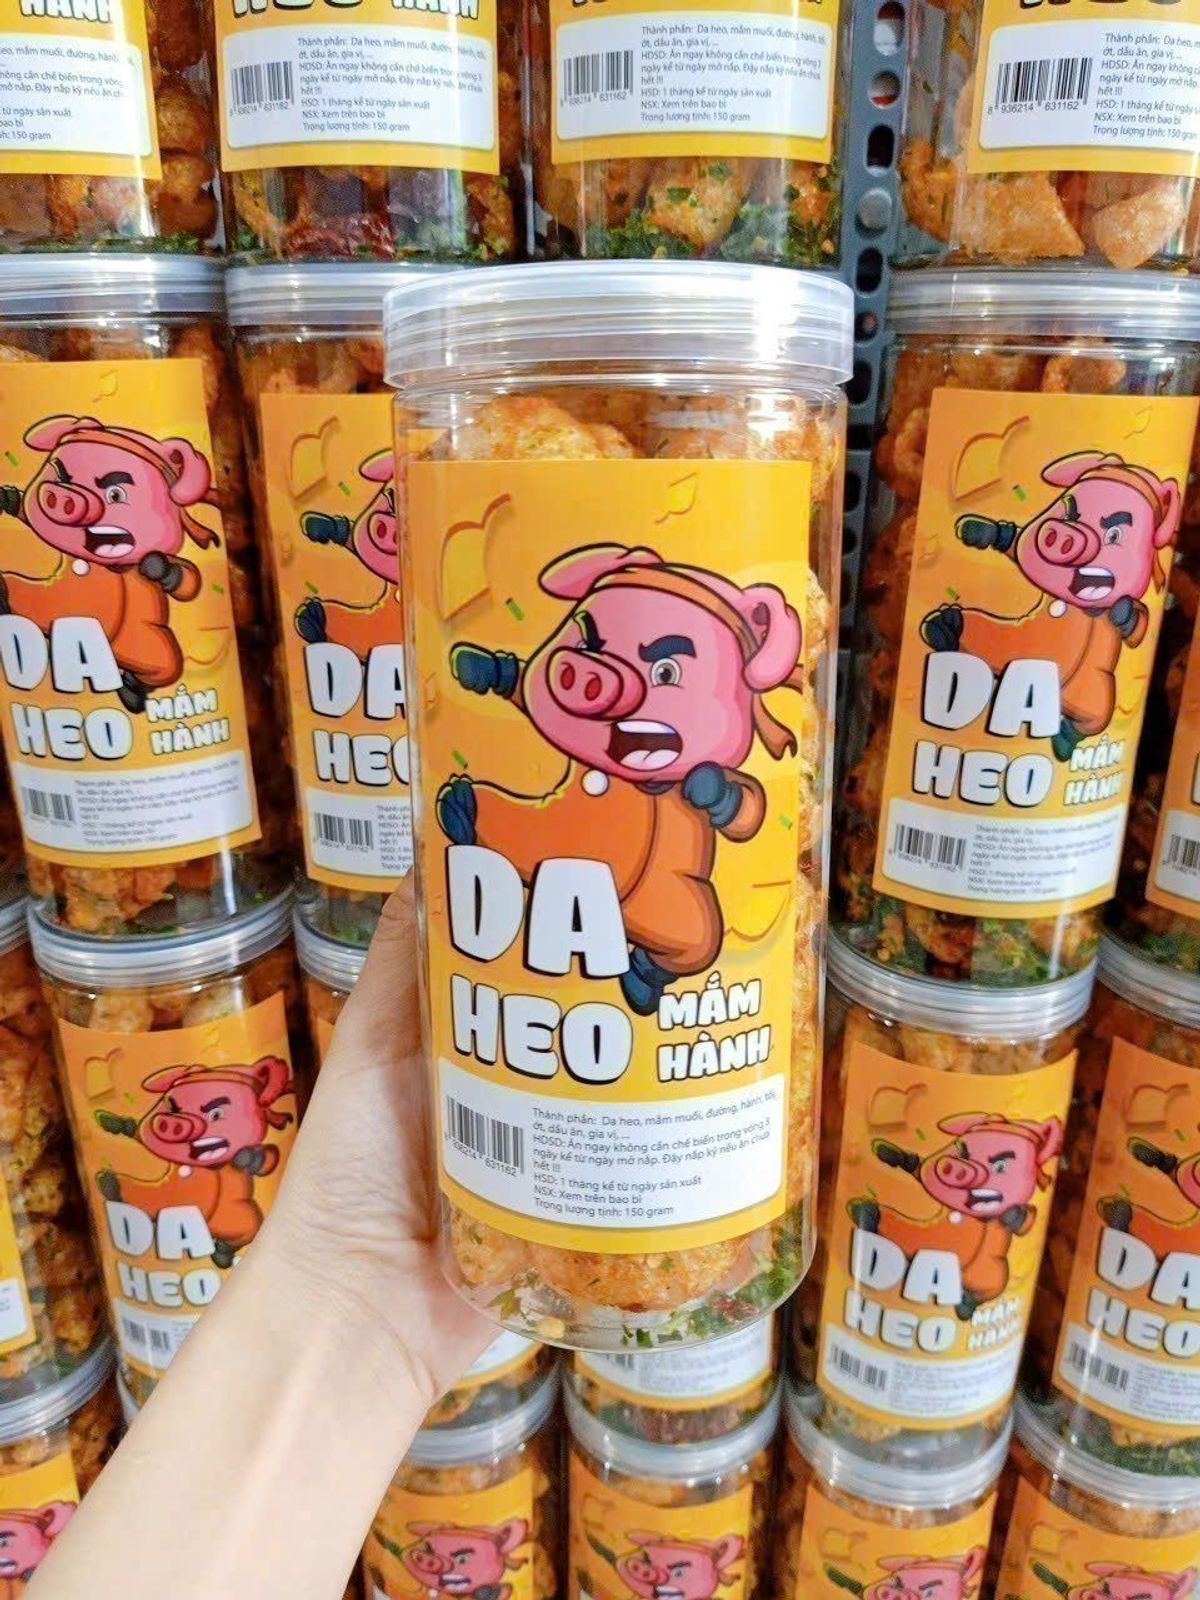 DA
HEO
MẮM
HÀNH
Thành phần: Da heo, mắm muối, đường, hành, tỏi,
ớt, dầu ăn, gia vị, ...
HDSD: Ăn ngay không cần chế biến trong vòng 3
ngày kể từ ngày mở nắp. Đậy nắp kỹ nếu ăn chưa
hết !!!
HSD: 1 tháng kể từ ngày sản xuất
NSX: Xem trên bao bì
Trọng lượng tịnh: 150 gram
8 936214 631162